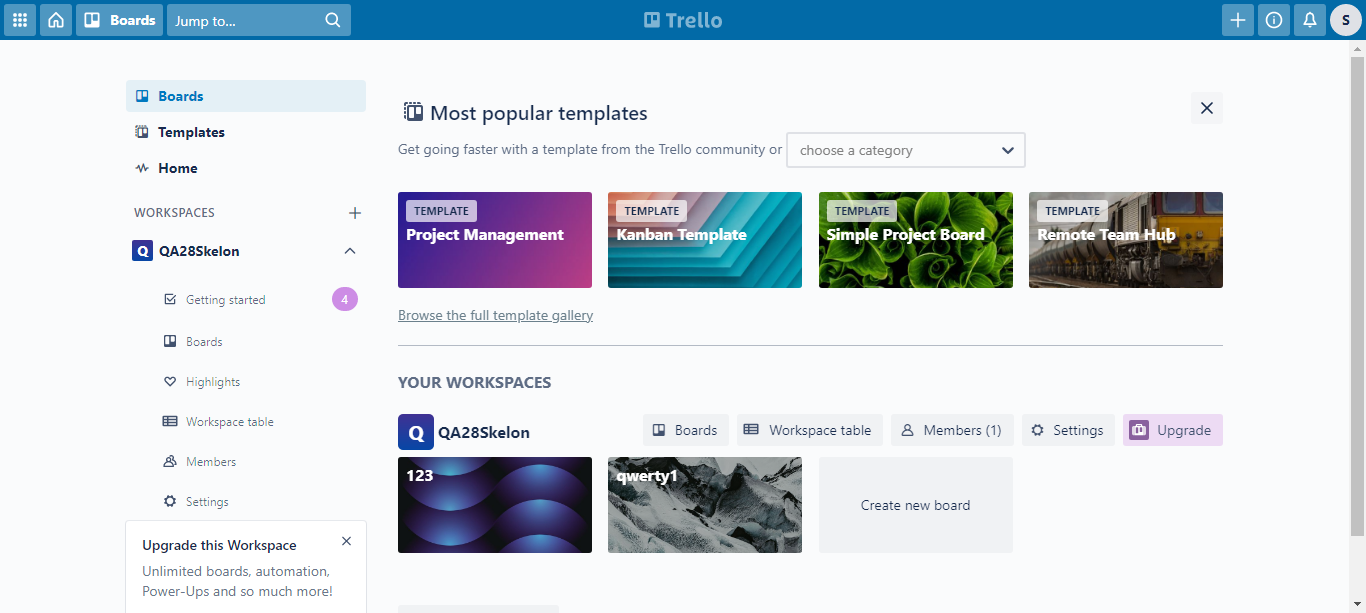 Boards
Jump to...
Trello
S
Boards
Templates
Home
WORKSPACES
Q
QA28Skelon
Getting started
4
Boards
Highlights
Workspace table
Members
Settings
Upgrade this Workspace
Unlimited boards, automation,
Power-Ups and so much more!
Most popular templates
Get going faster with a template from the Trello community or
choose a category
TEMPLATE
Project Management
TEMPLATE
Kanban Template
TEMPLATE
Simple Project Board
TEMPLATE
Remote Team Hub
Browse the full template gallery
YOUR WORKSPACES
Q
QA28Skelon
Boards
Workspace table
Members (1)
Settings
Upgrade
123
qwerty1
Create new board